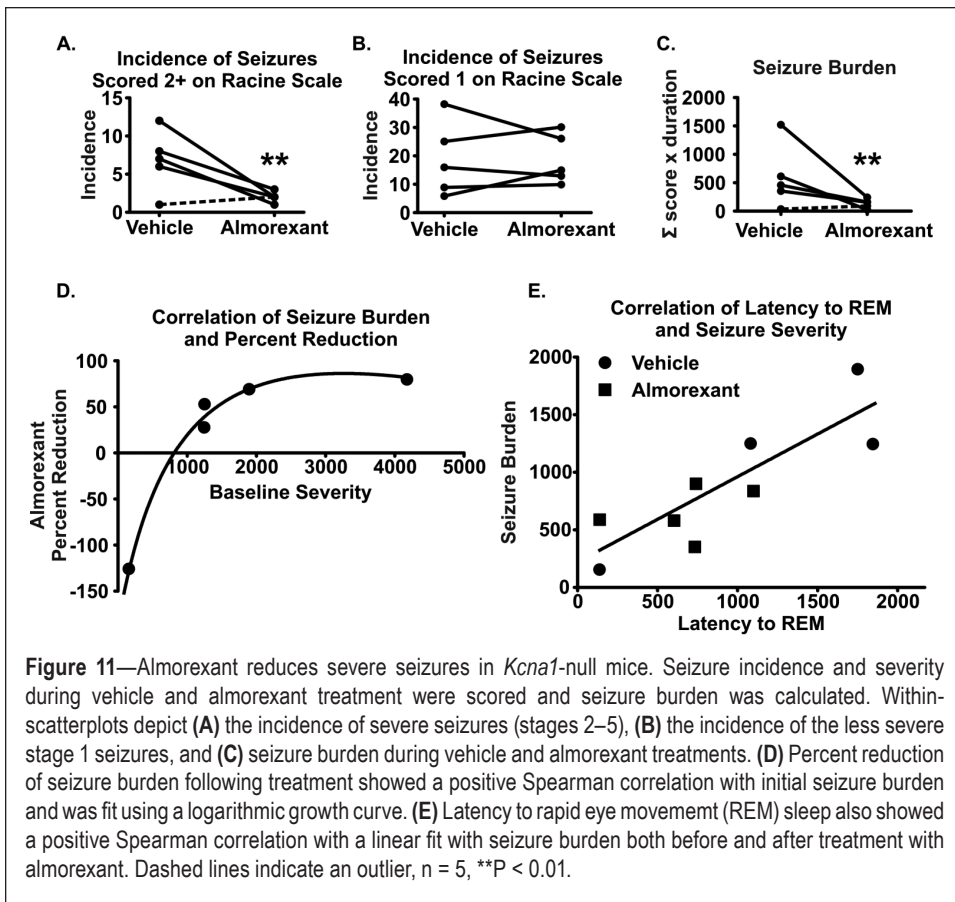 A.
Incidence of Seizures
Scored 2+ on Racine Scale
Incidence
15
10
5
0
**
Vehicle Almorexant
B.
Incidence of Seizures
Scored 1 on Racine Scale
Incidence
40
30
20
10
0
Vehicle Almorexant
C.
Seizure Burden
Σ score x duration
2000
1500
1000
500
0
**
Vehicle Almorexant
D.
Correlation of Seizure Burden
and Percent Reduction
Almorexant
Percent Reduction
100
50
0
-50
-100
-150
1000 2000 3000 4000 5000
Baseline Severity
E.
Correlation of Latency to REM
and Seizure Severity
Vehicle
Almorexant
Seizure Burden
2000
1500
1000
500
0
0 500 1000 1500 2000
Latency to REM
Figure 11—Almorexant reduces severe seizures in Kcna1-null mice. Seizure incidence and severity
during vehicle and almorexant treatment were scored and seizure burden was calculated. Within-
scatterplots depict (A) the incidence of severe seizures (stages 2–5), (B) the incidence of the less severe
stage 1 seizures, and (C) seizure burden during vehicle and almorexant treatments. (D) Percent reduction
of seizure burden following treatment showed a positive Spearman correlation with initial seizure burden
and was fit using a logarithmic growth curve. (E) Latency to rapid eye movememt (REM) sleep also showed
a positive Spearman correlation with a linear fit with seizure burden both before and after treatment with
almorexant. Dashed lines indicate an outlier, n = 5, **P < 0.01.